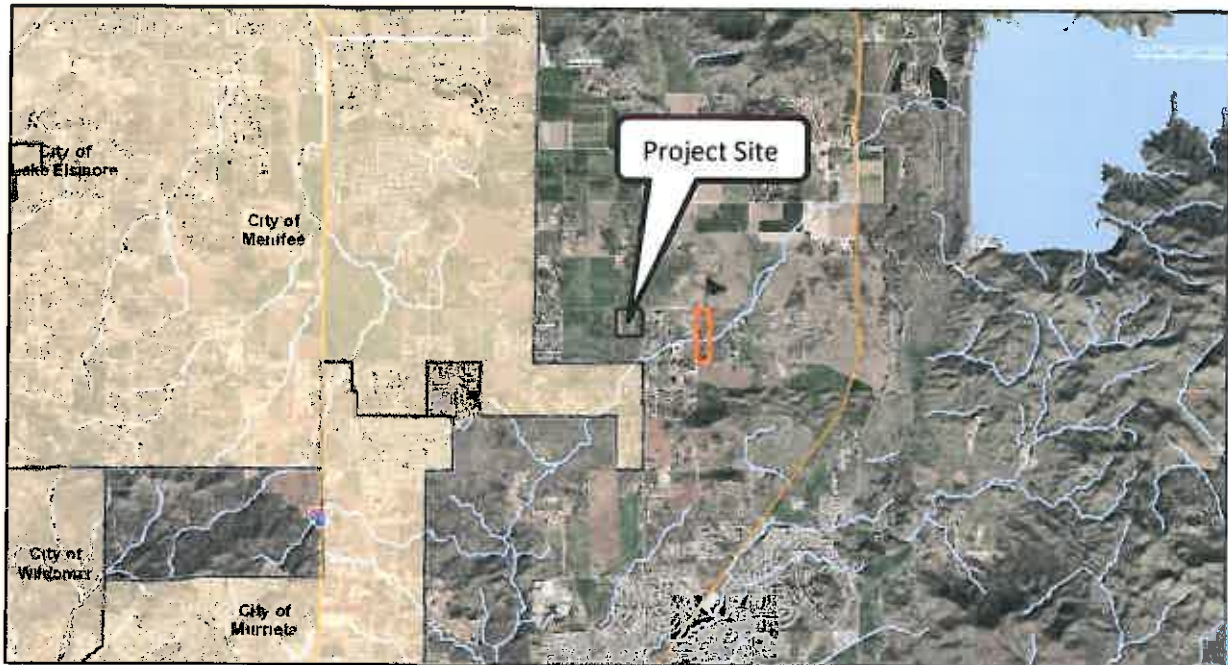 Project Site
City of
Lake Elsinore
City of
Menifee
City of
Wildomar
City of
Murrieta